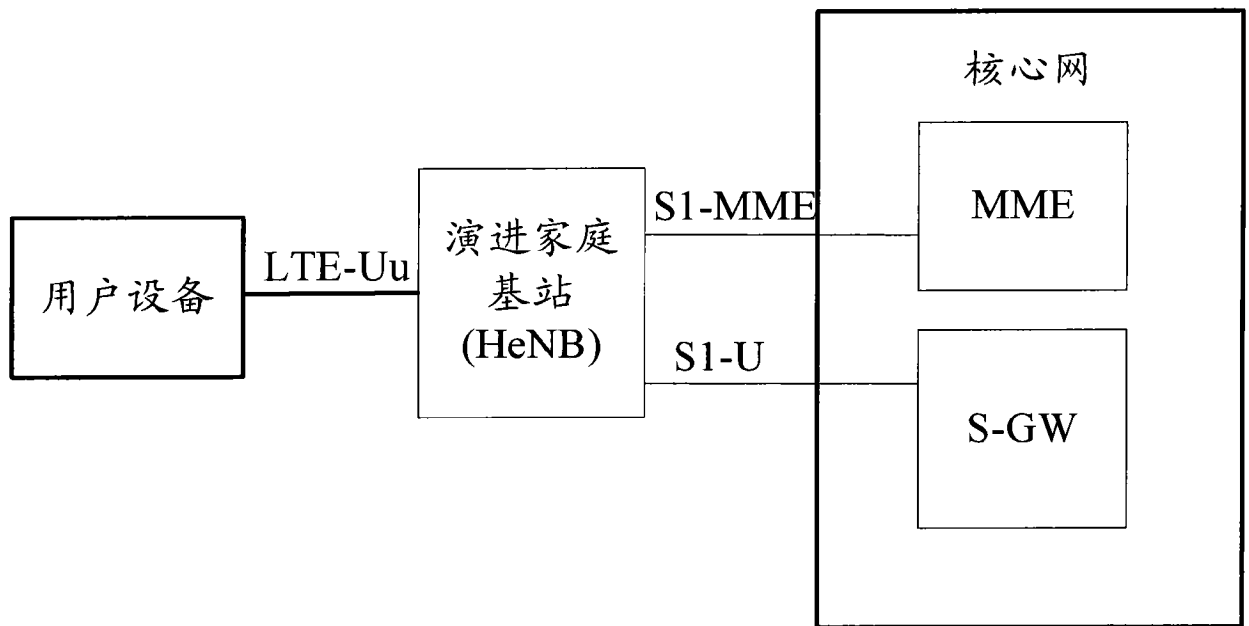 用户设备
LTE-Uu
演进家庭
基站
(HeNB)
S1-MME
S1-U
核心网
MME
S-GW